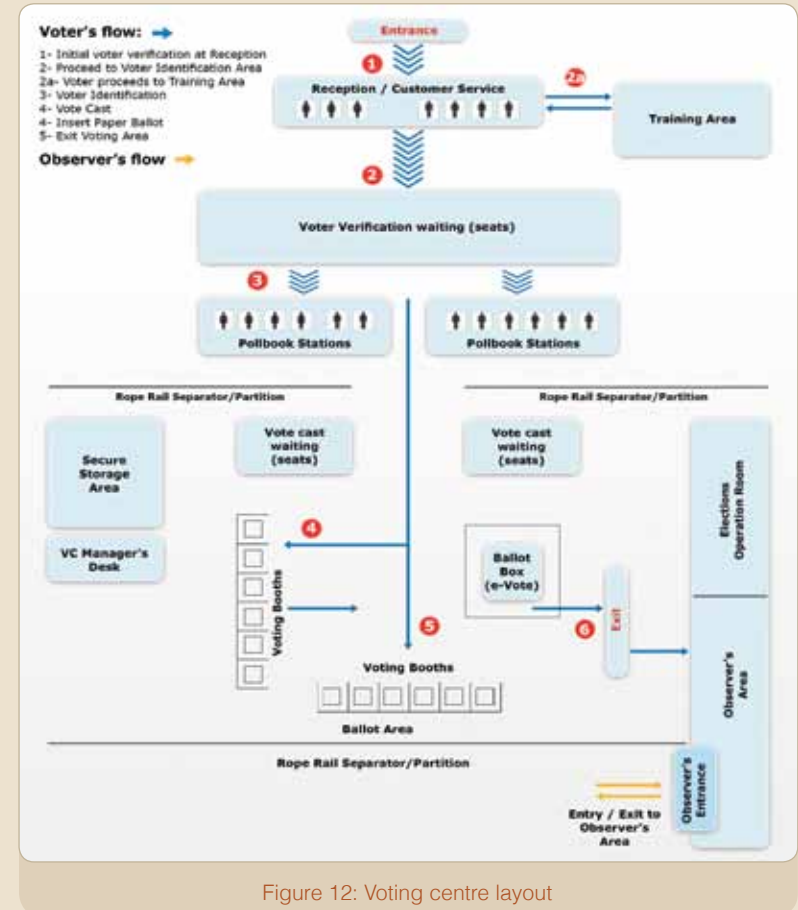 Voter's flow:
1- Initial voter verification at Reception
2- Proceed to Voter Identification Area
2a- Voter proceeds to Training Area
3- Voter Identification
4- Vote Cast
4- Insert Paper Ballot
5- Exit Voting Area
Observer's flow
Entrance
1
Reception / Customer Service
2a
Training Area
2
Voter Verification waiting (seats)
3
Pollbook Stations
Pollbook Stations
Rope Rail Separator/Partition
Rope Rail Separator/Partition
Secure
Storage
Area
VC Manager's
Desk
Vote cast
waiting
(seats)
Vote cast
waiting
(seats)
4
Voting Booths
5
Voting Booths
Ballot Area
Ballot
Box
(e-Vote)
6
Exit
Elections
Operation Room
Observer's
Area
Rope Rail Separator/Partition
Observer's
Entrance
Entry / Exit to
Observer's
Area
Figure 12: Voting centre layout